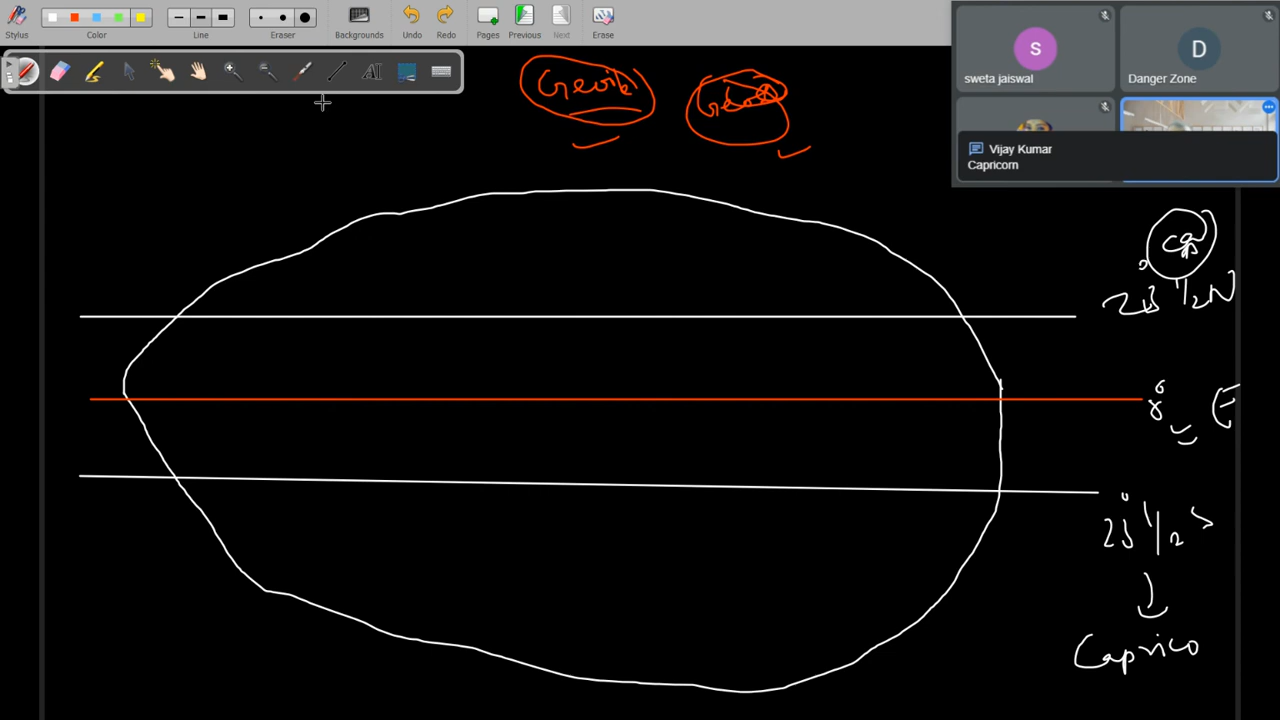 Stylus
Color
Line
Eraser
Backgrounds
Undo
Redo
Pages
Previous
Next
Erase
S
sweta jaiswal
D
Danger Zone
Vijay Kumar
Capricorn
23 1/2 N
0° (E
23 1/2° S
Caprico